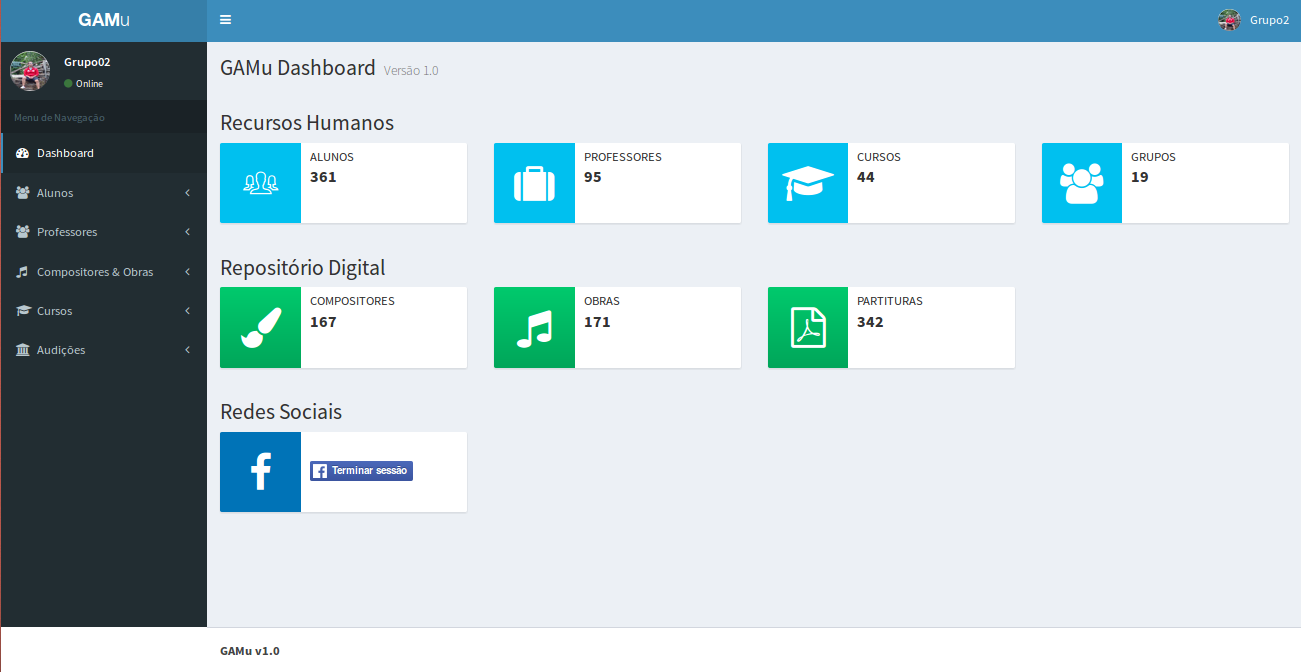 GAMu
Grupo2
Grupo02
Online
Menu de Navegação
Dashboard
Alunos
Professores
Compositores & Obras
Cursos
Audições
GAMu Dashboard Versão 1.0
Recursos Humanos
ALUNOS
361
PROFESSORES
95
CURSOS
44
GRUPOS
19
Repositório Digital
COMPOSITORES
167
OBRAS
171
PARTITURAS
342
Redes Sociais
Terminar sessão
GAMu v1.0